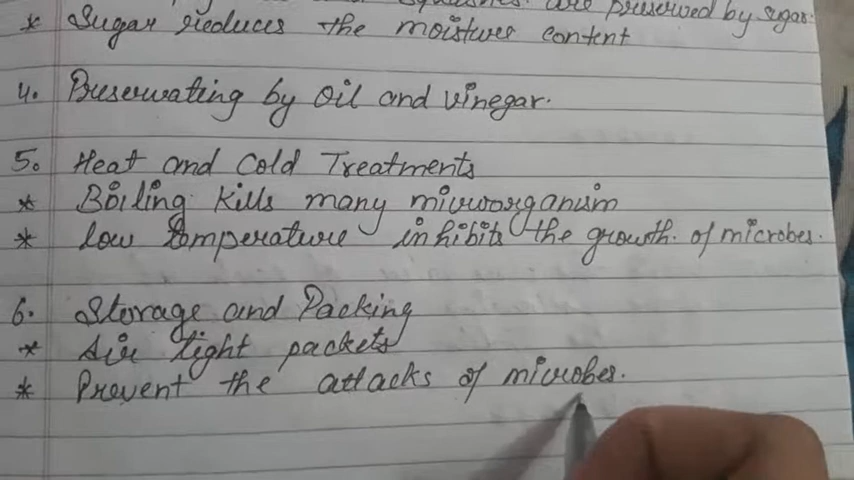 are preserved by sugar.
* Sugar reduces the moisture content
4. Preservating by Oil and Vinegar.
5. Heat and Cold Treatments
* Boiling Kills many microorganism
* low temperature inhibits the growth. of microbes.
6. Storage and Packing
* Air tight packets
* Prevent the attacks of microbes.